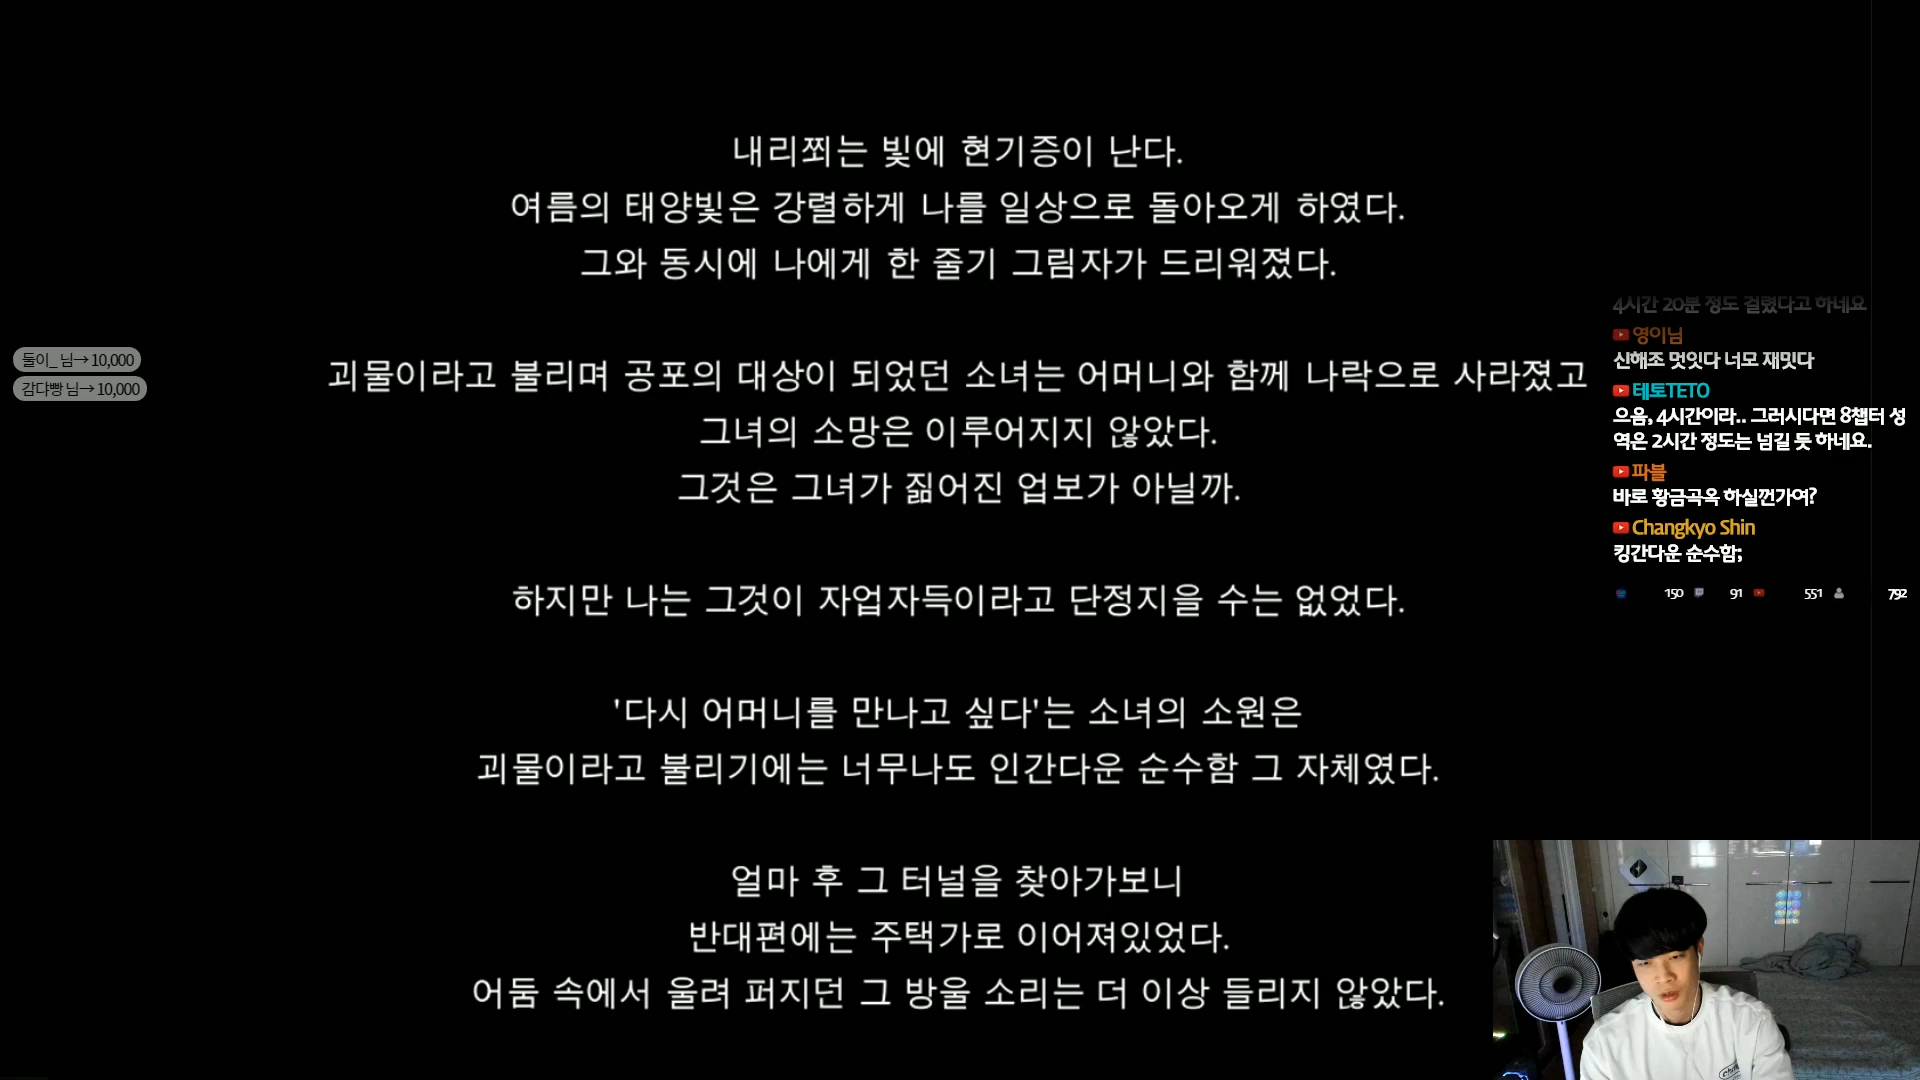 내리쬐는 빛에 현기증이 난다.
여름의 태양빛은 강렬하게 나를 일상으로 돌아오게 하였다.
그와 동시에 나에게 한 줄기 그림자가 드리워졌다.
괴물이라고 불리며 공포의 대상이 되었던 소녀는 어머니와 함께 나락으로 사라졌고
그녀의 소망은 이루어지지 않았다.
그것은 그녀가 짊어진 업보가 아닐까.
하지만 나는 그것이 자업자득이라고 단정지을 수는 없었다.
'다시 어머니를 만나고 싶다'는 소녀의 소원은
괴물이라고 불리기에는 너무나도 인간다운 순수함 그 자체였다.
얼마 후 그 터널을 찾아가보니
반대편에는 주택가로 이어져있었다.
어둠 속에서 울려 퍼지던 그 방울 소리는 더 이상 들리지 않았다.
둘이_ 님→ 10,000
감댜빵 님→ 10,000
4시간 20분 정도 걸렸다고 하네요
영이님
신해조 멋잇다 너모 재밋다
테토TETO
으음, 4시간이라.. 그러시다면 8챕터 성
역은 2시간 정도는 넘길 듯 하네요.
파블
바로 황금곡옥 하실껀가여?
Changkyo Shin
킹간다운 순수함;
150 91 551 792